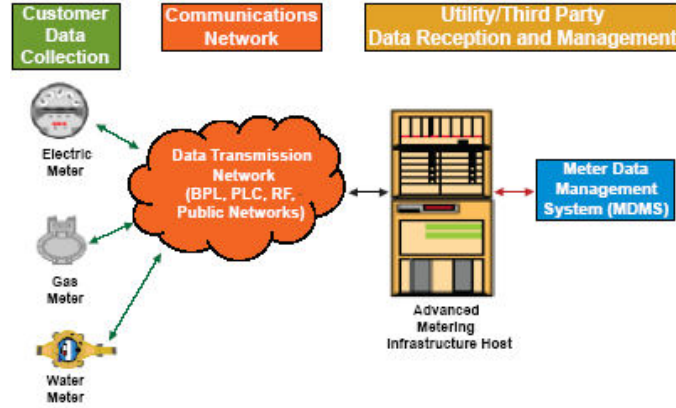 Customer
Data
Collection
Communications
Network
Utility/Third Party
Data Reception and Management
Electric
Meter
Data Transmission
Network
(BPL, PLC, RF,
Public Networks)
Meter Data
Management
System (MDMS)
Gas
Meter
Advanced
Metering
Infrastructure Host
Water
Meter